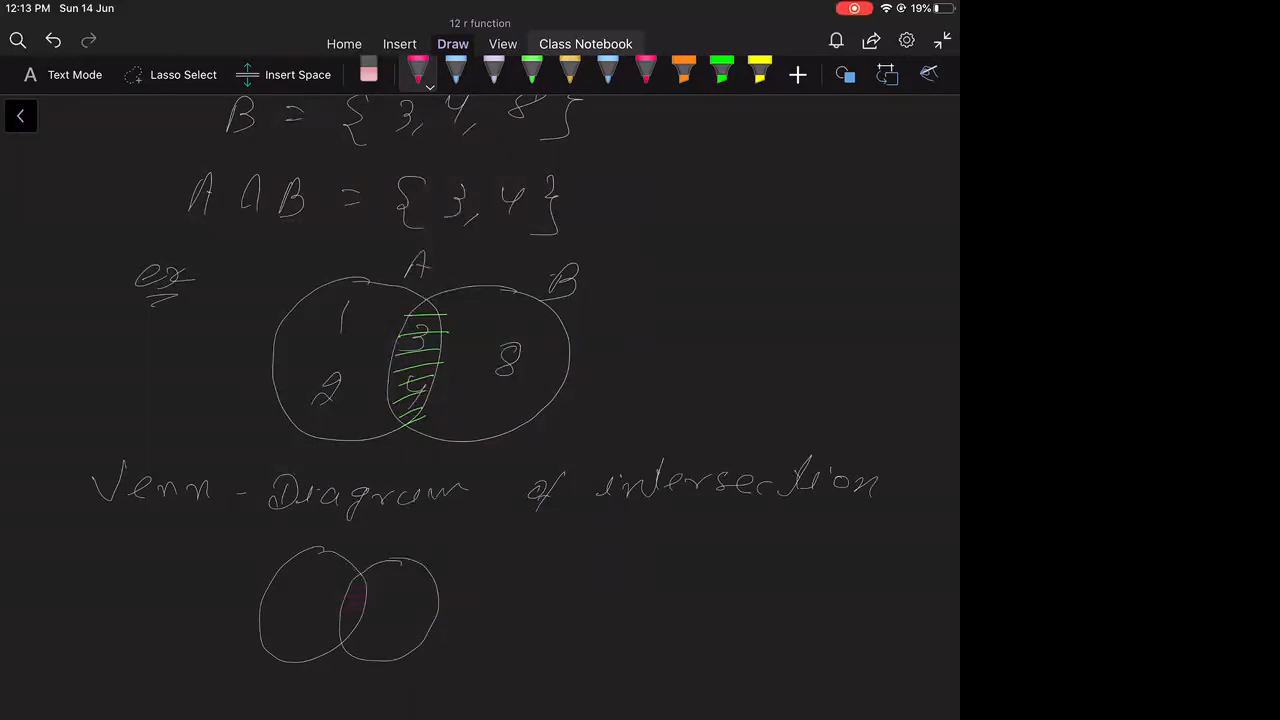 12:13 PM Sun 14 Jun 19%
12 r function
Home Insert Draw View Class Notebook
A Text Mode Lasso Select Insert Space
B = {3, 4, 8}
A ∩ B = {3, 4}
ex
A B
1 3 8
2 4
Venn - Diagram of intersection